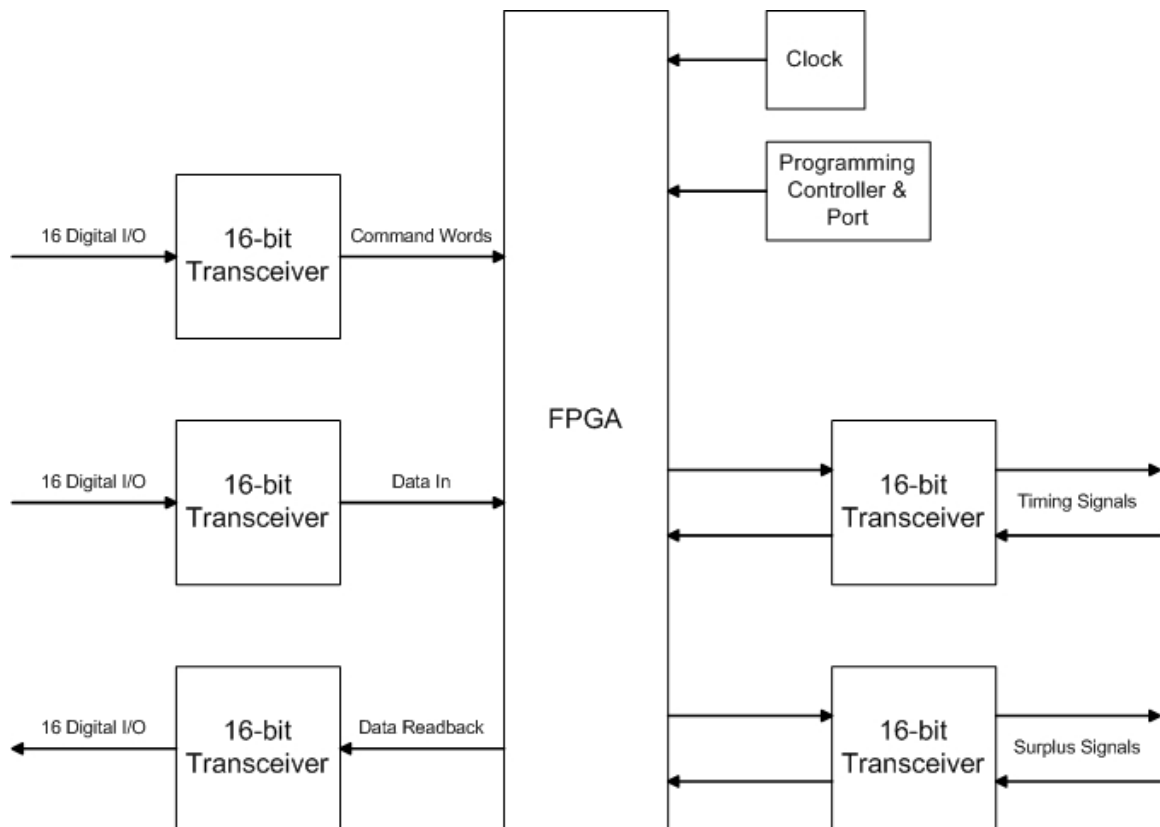 Clock
Programming
Controller &
Port
16 Digital I/O
16-bit
Transceiver
Command Words
FPGA
16 Digital I/O
16-bit
Transceiver
Data In
16-bit
Transceiver
Timing Signals
16 Digital I/O
16-bit
Transceiver
Data Readback
16-bit
Transceiver
Surplus Signals